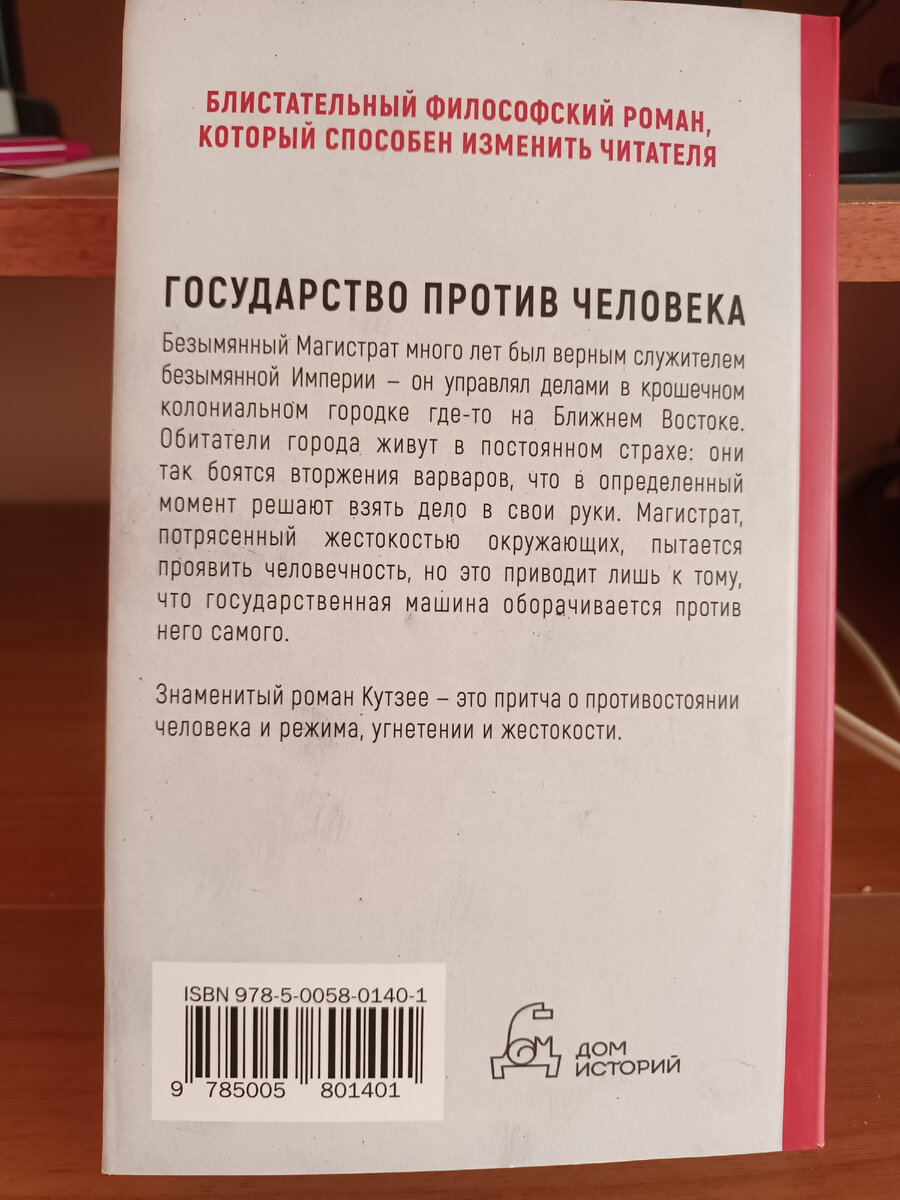 БЛИСТАТЕЛЬНЫЙ ФИЛОСОФСКИЙ РОМАН,
КОТОРЫЙ СПОСОБЕН ИЗМЕНИТЬ ЧИТАТЕЛЯ
ГОСУДАРСТВО ПРОТИВ ЧЕЛОВЕКА
Безымянный Магистрат много лет был верным служителем
безымянной Империи – он управлял делами в крошечном
колониальном городке где-то на Ближнем Востоке.
Обитатели города живут в постоянном страхе: они
так боятся вторжения варваров, что в определенный
момент решают взять дело в свои руки. Магистрат,
потрясенный жестокостью окружающих, пытается
проявить человечность, но это приводит лишь к тому,
что государственная машина оборачивается против
него самого.
Знаменитый роман Кутзее – это притча о противостоянии
человека и режима, угнетении и жестокости.
ISBN 978-5-0058-0140-1
9 785005 801401
ДОМ
ИСТОРИЙ